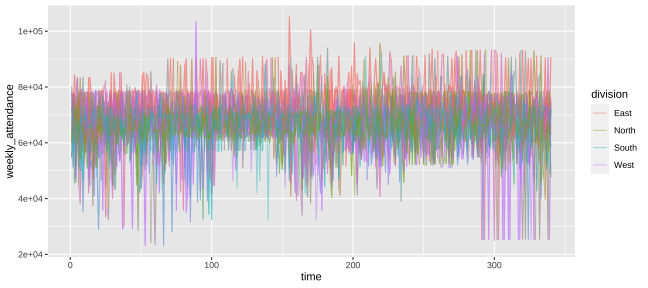 1e+05
8e+04
6e+04
4e+04
2e+04
weekly_attendance
0
100
200
300
time
division
East
North
South
West